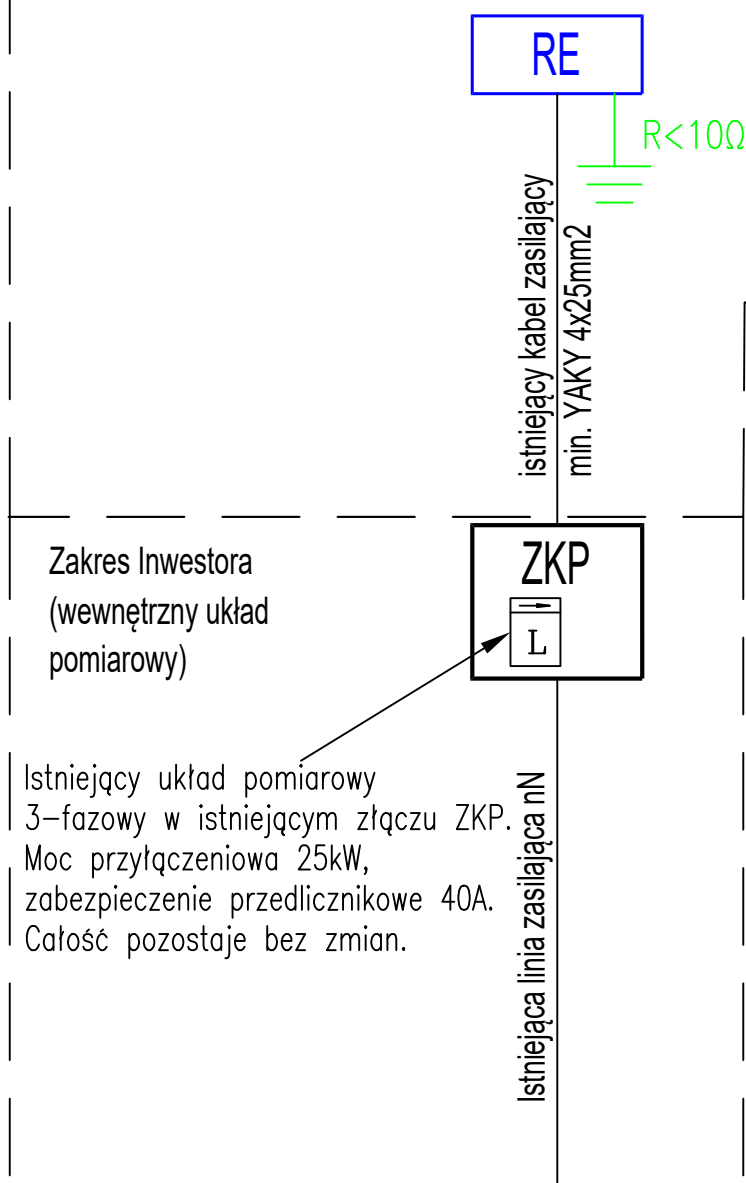 RE
R<10Ω
istniejący kabel zasilający
min. YAKY 4x25mm2
Zakres Inwestora
(wewnętrzny układ
pomiarowy)
ZKP
L
Istniejący układ pomiarowy
3-fazowy w istniejącym złączu ZKP.
Moc przyłączeniowa 25kW,
zabezpieczenie przedlicznikowe 40A.
Całość pozostaje bez zmian.
Istniejąca linia zasilająca nN